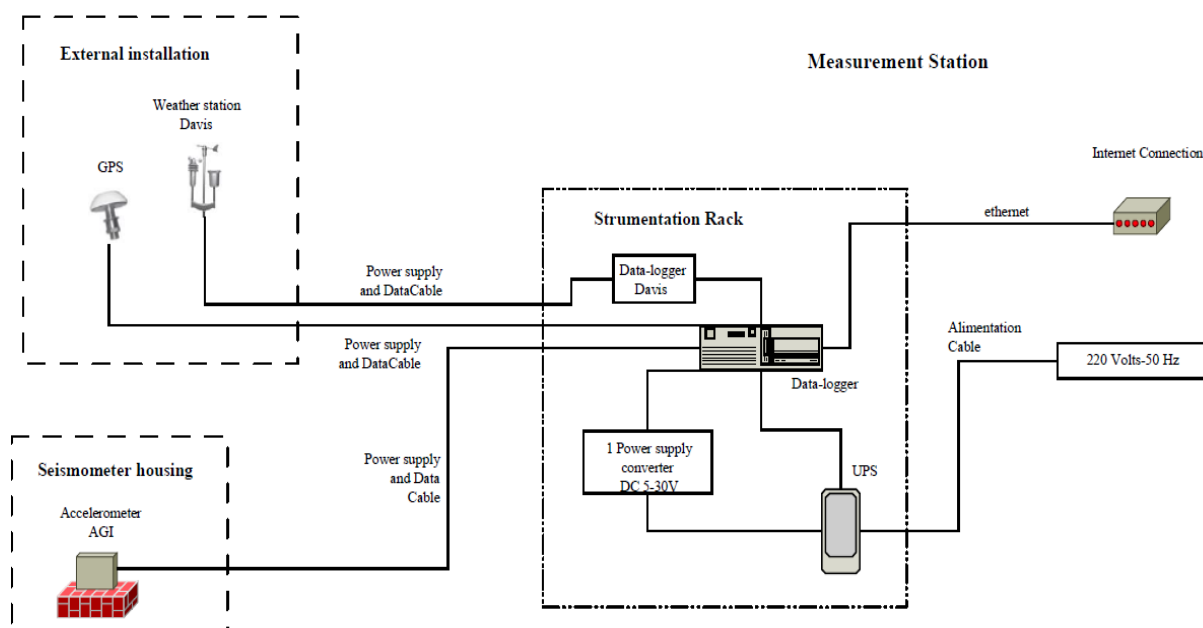 External installation
Measurement Station
Weather station
Davis
GPS
Internet Connection
ethernet
Strumentation Rack
Data-logger
Davis
Power supply
and DataCable
Power supply
and DataCable
Alimentation
Cable
220 Volts-50 Hz
Data-logger
1 Power supply
converter
DC 5-30V
UPS
Power supply
and Data
Cable
Seismometer housing
Accelerometer
AGI